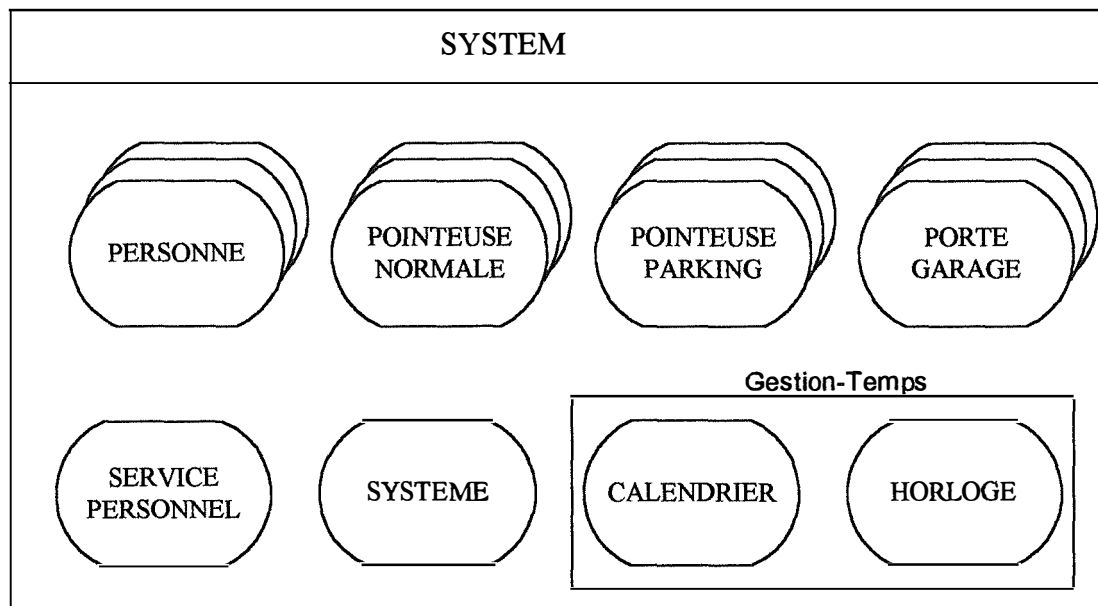 SYSTEM
PERSONNE
POINTEUSE
NORMALE
POINTEUSE
PARKING
PORTE
GARAGE
Gestion-Temps
SERVICE
PERSONNEL
SYSTEME
CALENDRIER
HORLOGE